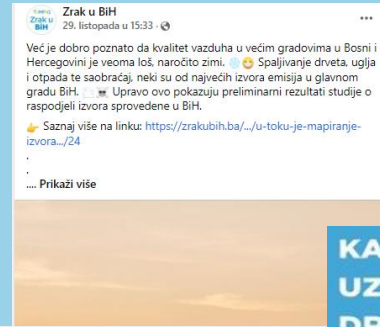 Zrak u BiH
Zrak u BiH
29. listopada u 15:33 ·
Već je dobro poznato da kvalitet vazduha u većim gradovima u Bosni i
Hercegovini je veoma loš, naročito zimi. ❄️😷 Spaljivanje drveta, uglja
i otpada te saobraćaj, neki su od najvećih izvora emisija u glavnom
gradu BiH. Upravo ovo pokazuju preliminarni rezultati studije o
raspodjeli izvora sprovedene u BiH.
👉 Saznaj više na linku: https://zrakubih.ba/.../u-toku-je-mapiranje-
izvora.../24
.
.
.... Prikaži više
KA
UZ